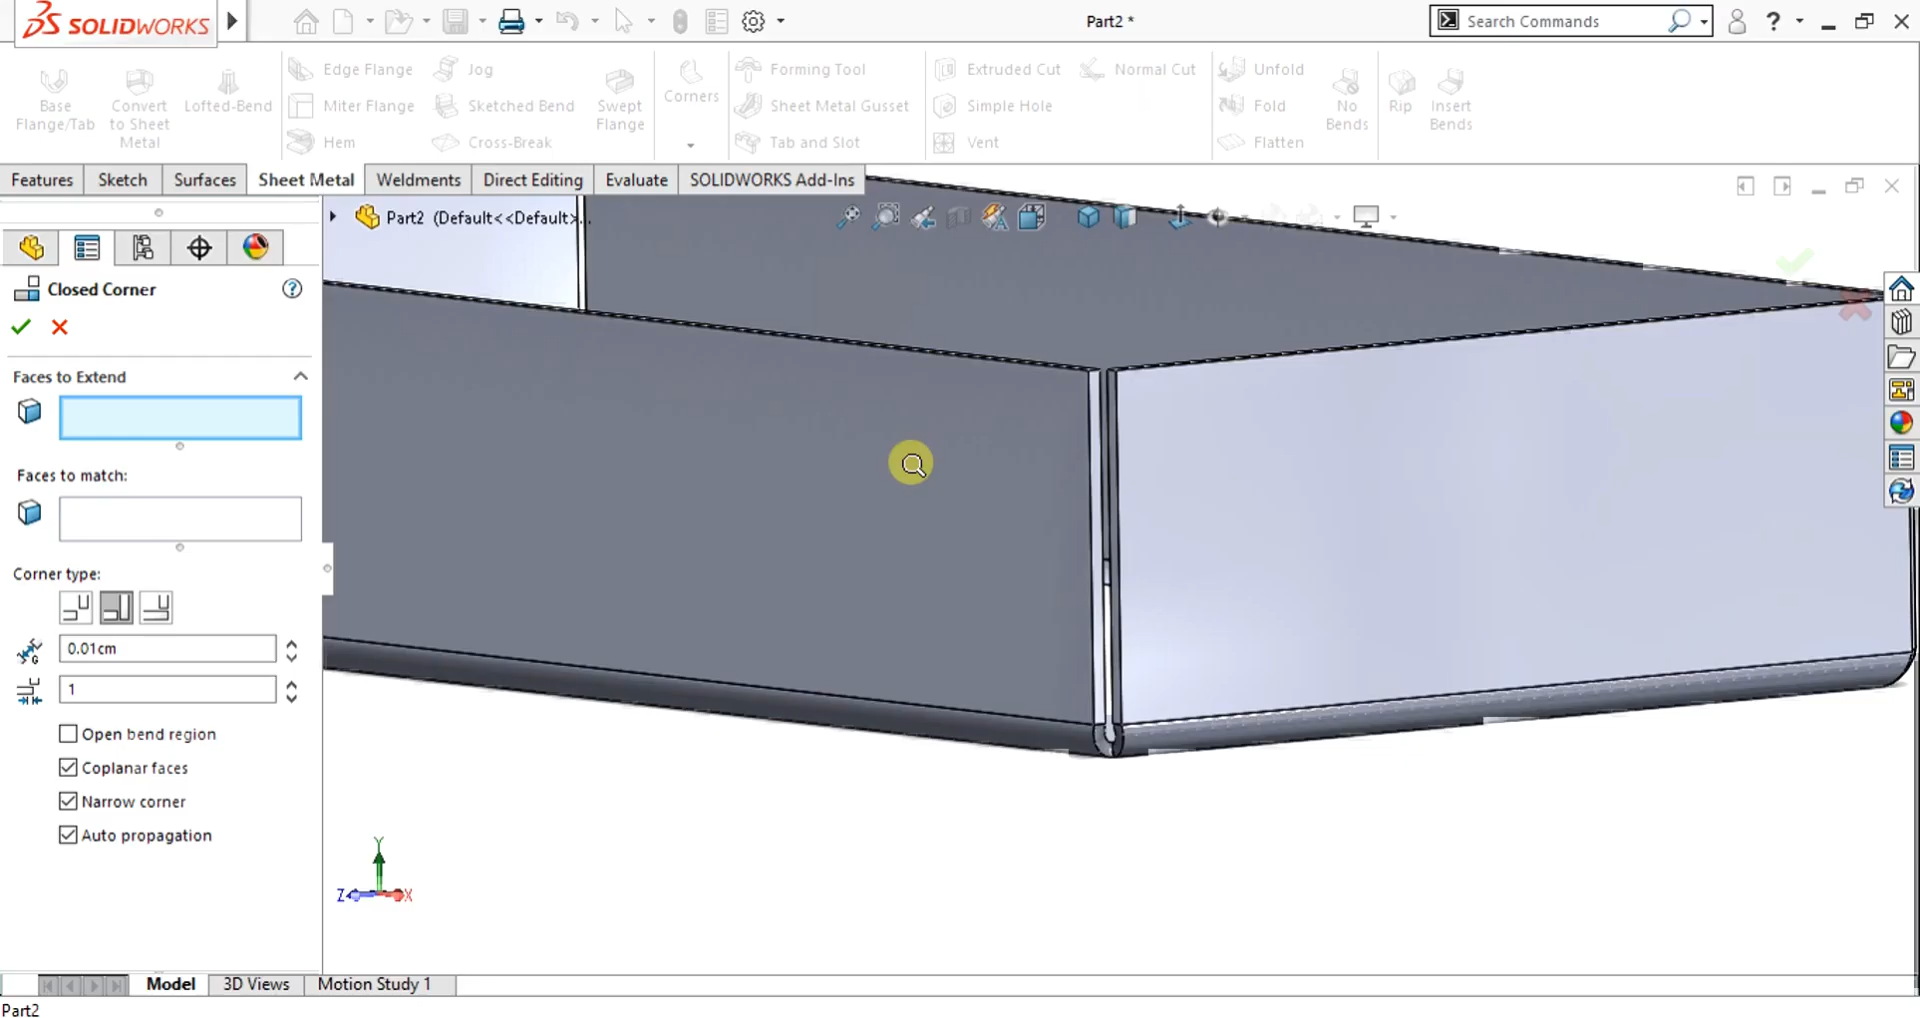 SOLIDWORKS
Part2 *
Search Commands
?
Base Flange/Tab
Convert to Sheet Metal
Lofted-Bend
Edge Flange
Miter Flange
Hem
Jog
Sketched Bend
Cross-Break
Swept Flange
Corners
Forming Tool
Sheet Metal Gusset
Tab and Slot
Extruded Cut
Simple Hole
Vent
Normal Cut
Unfold
Fold
Flatten
No Bends
Rip
Insert Bends
Features
Sketch
Surfaces
Sheet Metal
Weldments
Direct Editing
Evaluate
SOLIDWORKS Add-Ins
Part2 (Default<<Default>...
Closed Corner
?
Faces to Extend
Faces to match:
Corner type:
0.01cm
1
Open bend region
Coplanar faces
Narrow corner
Auto propagation
Y
Z
X
Model
3D Views
Motion Study 1
Part2